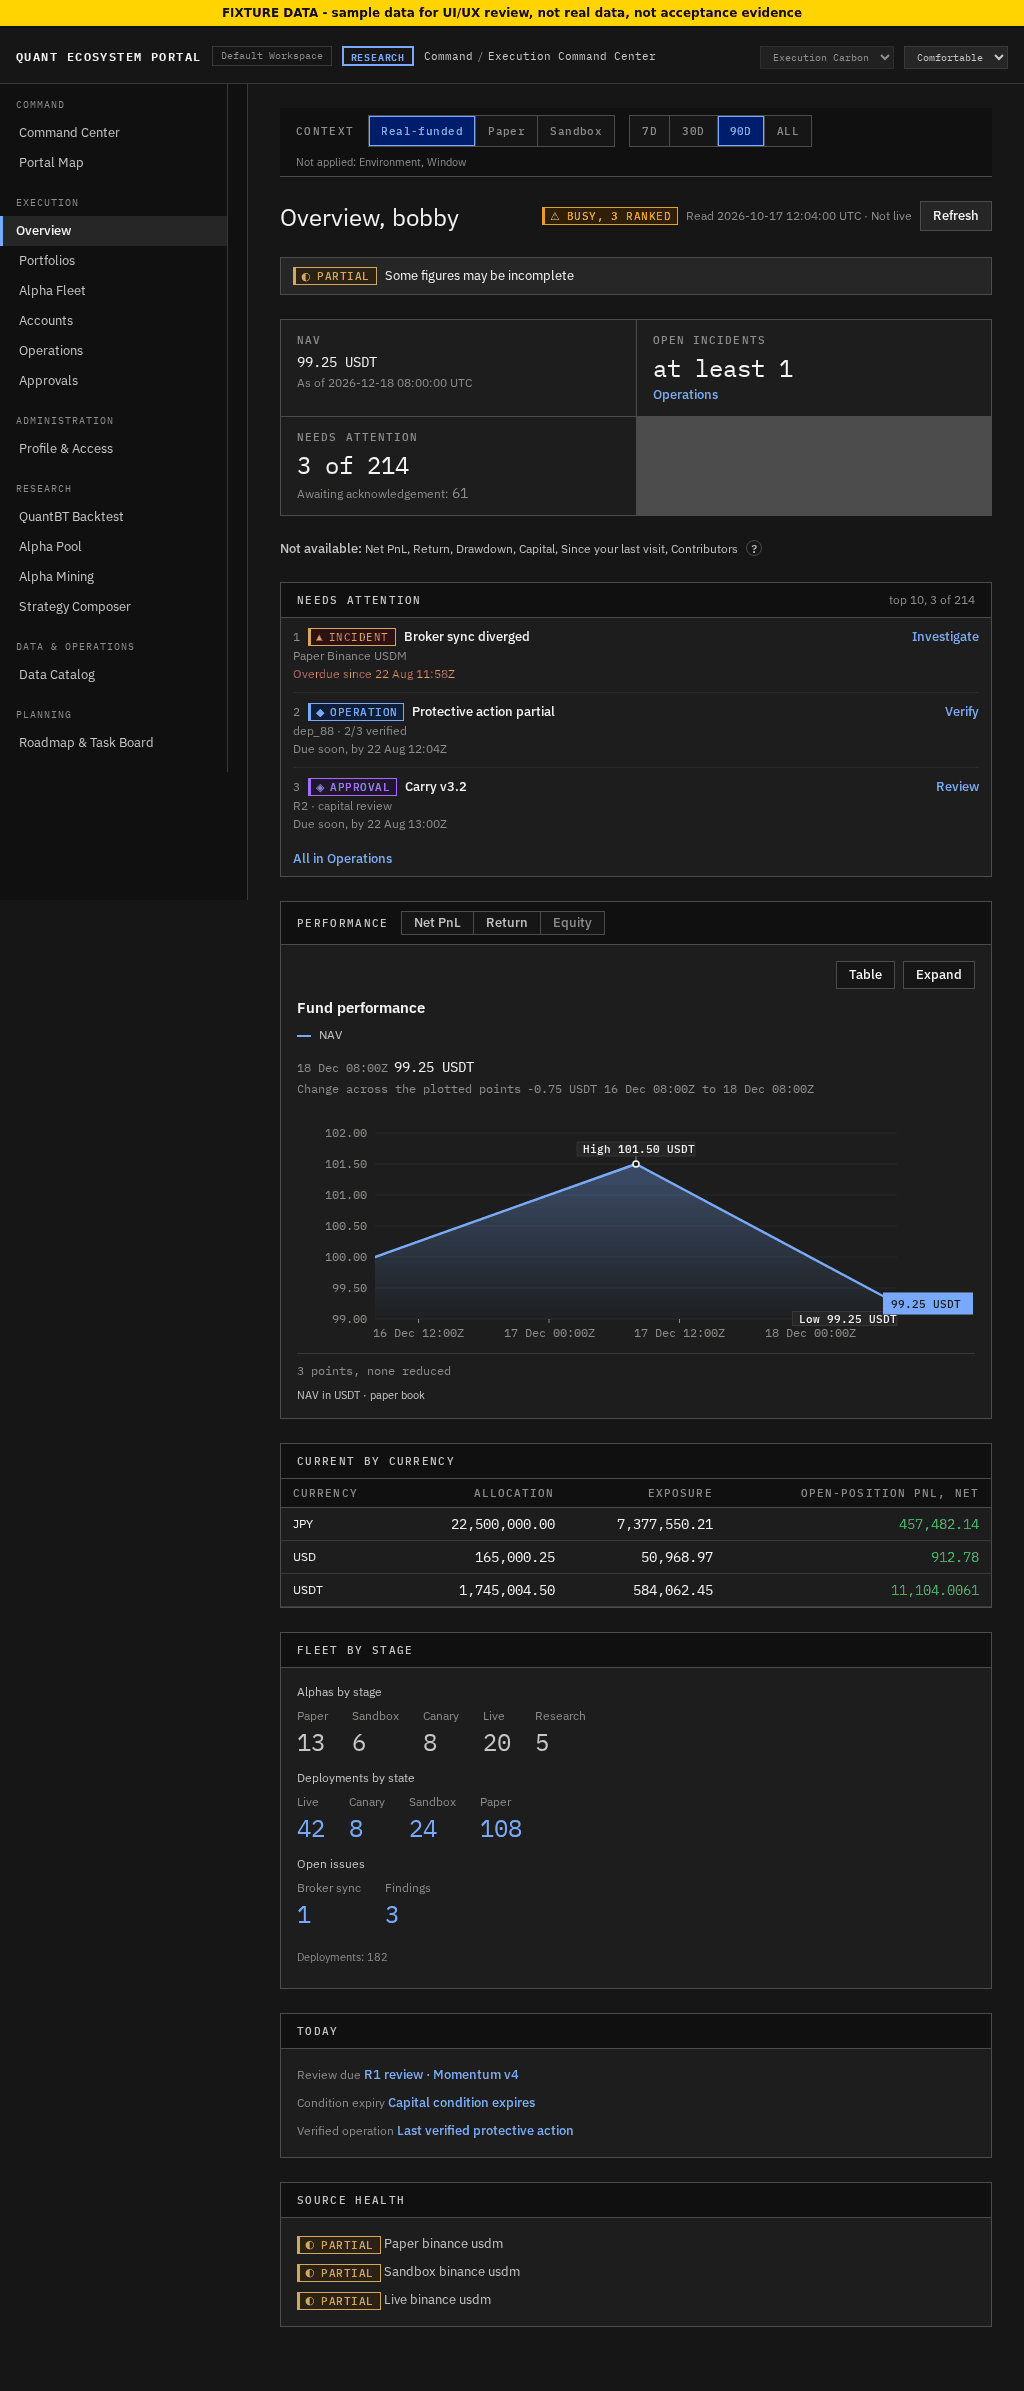 FIXTURE DATA - sample data for UI/UX review, not real data, not acceptance evidence
QUANT ECOSYSTEM PORTAL
Default Workspace
RESEARCH
Command / Execution Command Center
Execution Carbon
Comfortable
COMMAND
Command Center
Portal Map
EXECUTION
Overview
Portfolios
Alpha Fleet
Accounts
Operations
Approvals
ADMINISTRATION
Profile & Access
RESEARCH
QuantBT Backtest
Alpha Pool
Alpha Mining
Strategy Composer
DATA & OPERATIONS
Data Catalog
PLANNING
Roadmap & Task Board
CONTEXT Real-funded Paper Sandbox 7D 30D 90D ALL
Not applied: Environment, Window
Overview, bobby
⚠ BUSY, 3 RANKED Read 2026-10-17 12:04:00 UTC · Not live Refresh
◐ PARTIAL Some figures may be incomplete
NAV
99.25 USDT
As of 2026-12-18 08:00:00 UTC
OPEN INCIDENTS
at least 1
Operations
NEEDS ATTENTION
3 of 214
Awaiting acknowledgement: 61
Not available: Net PnL, Return, Drawdown, Capital, Since your last visit, Contributors ?
NEEDS ATTENTION top 10, 3 of 214
1 ▲ INCIDENT Broker sync diverged Investigate
Paper Binance USDM
Overdue since 22 Aug 11:58Z
2 ◆ OPERATION Protective action partial Verify
dep_88 · 2/3 verified
Due soon, by 22 Aug 12:04Z
3 ◈ APPROVAL Carry v3.2 Review
R2 · capital review
Due soon, by 22 Aug 13:00Z
All in Operations
PERFORMANCE Net PnL Return Equity
Table Expand
Fund performance
NAV
18 Dec 08:00Z 99.25 USDT
Change across the plotted points -0.75 USDT 16 Dec 08:00Z to 18 Dec 08:00Z
102.00
High 101.50 USDT
101.50
101.00
100.50
100.00
99.50
99.25 USDT
99.00
Low 99.25 USDT
16 Dec 12:00Z 17 Dec 00:00Z 17 Dec 12:00Z 18 Dec 00:00Z
3 points, none reduced
NAV in USDT · paper book
CURRENT BY CURRENCY
CURRENCY ALLOCATION EXPOSURE OPEN-POSITION PNL, NET
JPY 22,500,000.00 7,377,550.21 457,482.14
USD 165,000.25 50,968.97 912.78
USDT 1,745,004.50 584,062.45 11,104.0061
FLEET BY STAGE
Alphas by stage
Paper Sandbox Canary Live Research
13 6 8 20 5
Deployments by state
Live Canary Sandbox Paper
42 8 24 108
Open issues
Broker sync Findings
1 3
Deployments: 182
TODAY
Review due R1 review · Momentum v4
Condition expiry Capital condition expires
Verified operation Last verified protective action
SOURCE HEALTH
◐ PARTIAL Paper binance usdm
◐ PARTIAL Sandbox binance usdm
◐ PARTIAL Live binance usdm